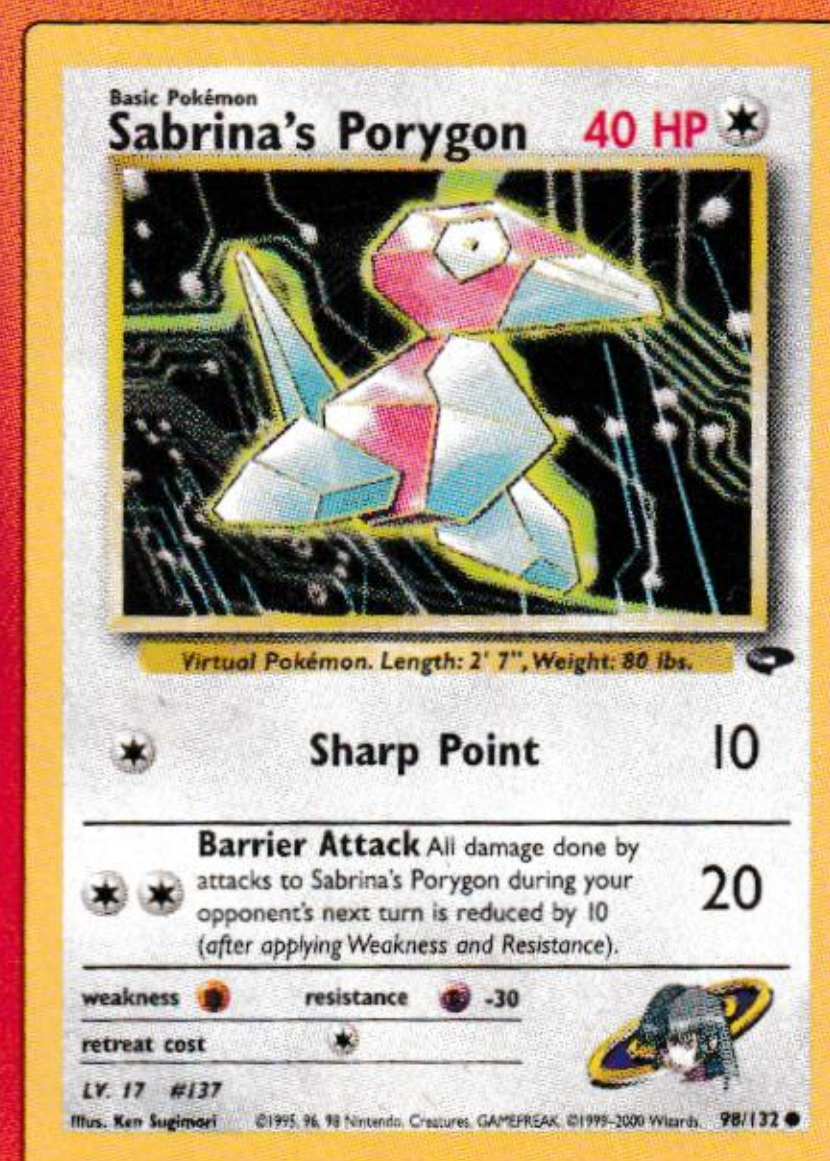 Basic Pokémon
Sabrina's Porygon 40 HP
Virtual Pokémon. Length: 2' 7", Weight: 80 lbs.
Sharp Point 10
Barrier Attack All damage done by
attacks to Sabrina's Porygon during your
opponent's next turn is reduced by 10
(after applying Weakness and Resistance).
20
weakness resistance -30
retreat cost
LV. 17 #137
Illus. Ken Sugimori ©1995, 96, 98 Nintendo, Creatures, GAMEFREAK. ©1999-2000 Wizards. 98/132